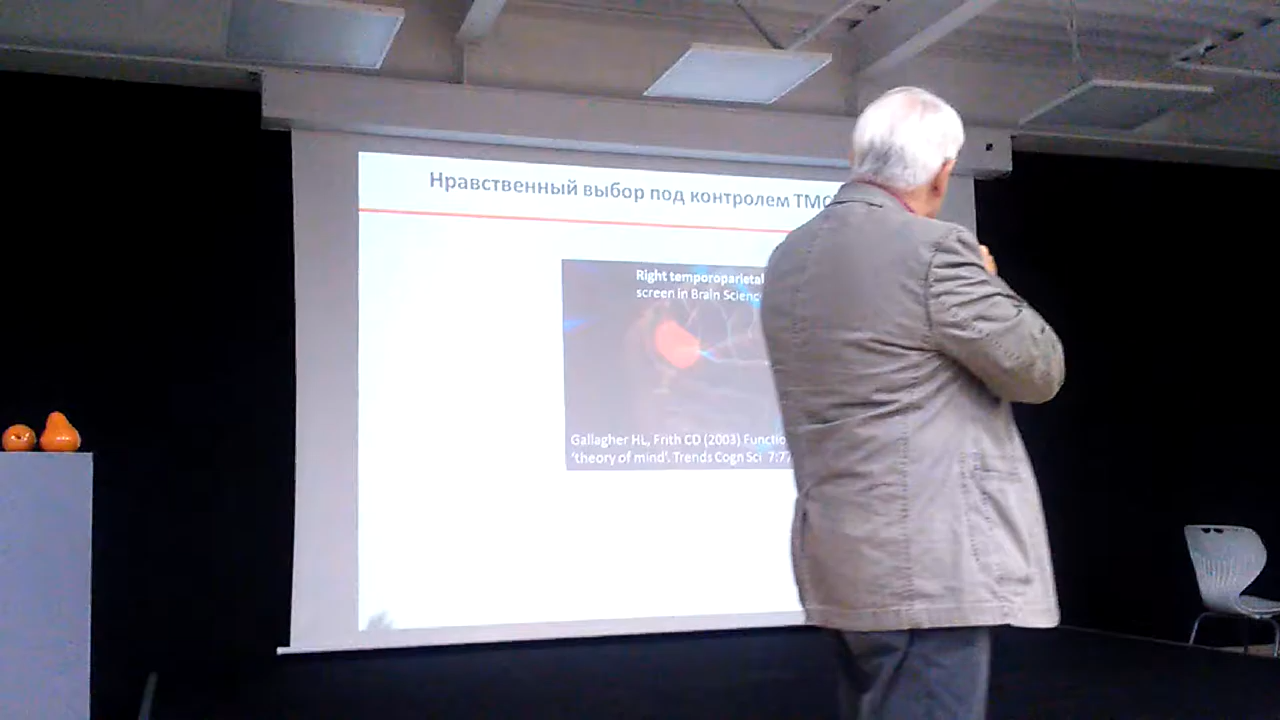 Нравственный выбор под контролем ТМС
Right temporoparietal
screen in Brain Science
Gallagher HL, Frith CD (2003) Functio
'theory of mind'. Trends Cogn Sci 7:77